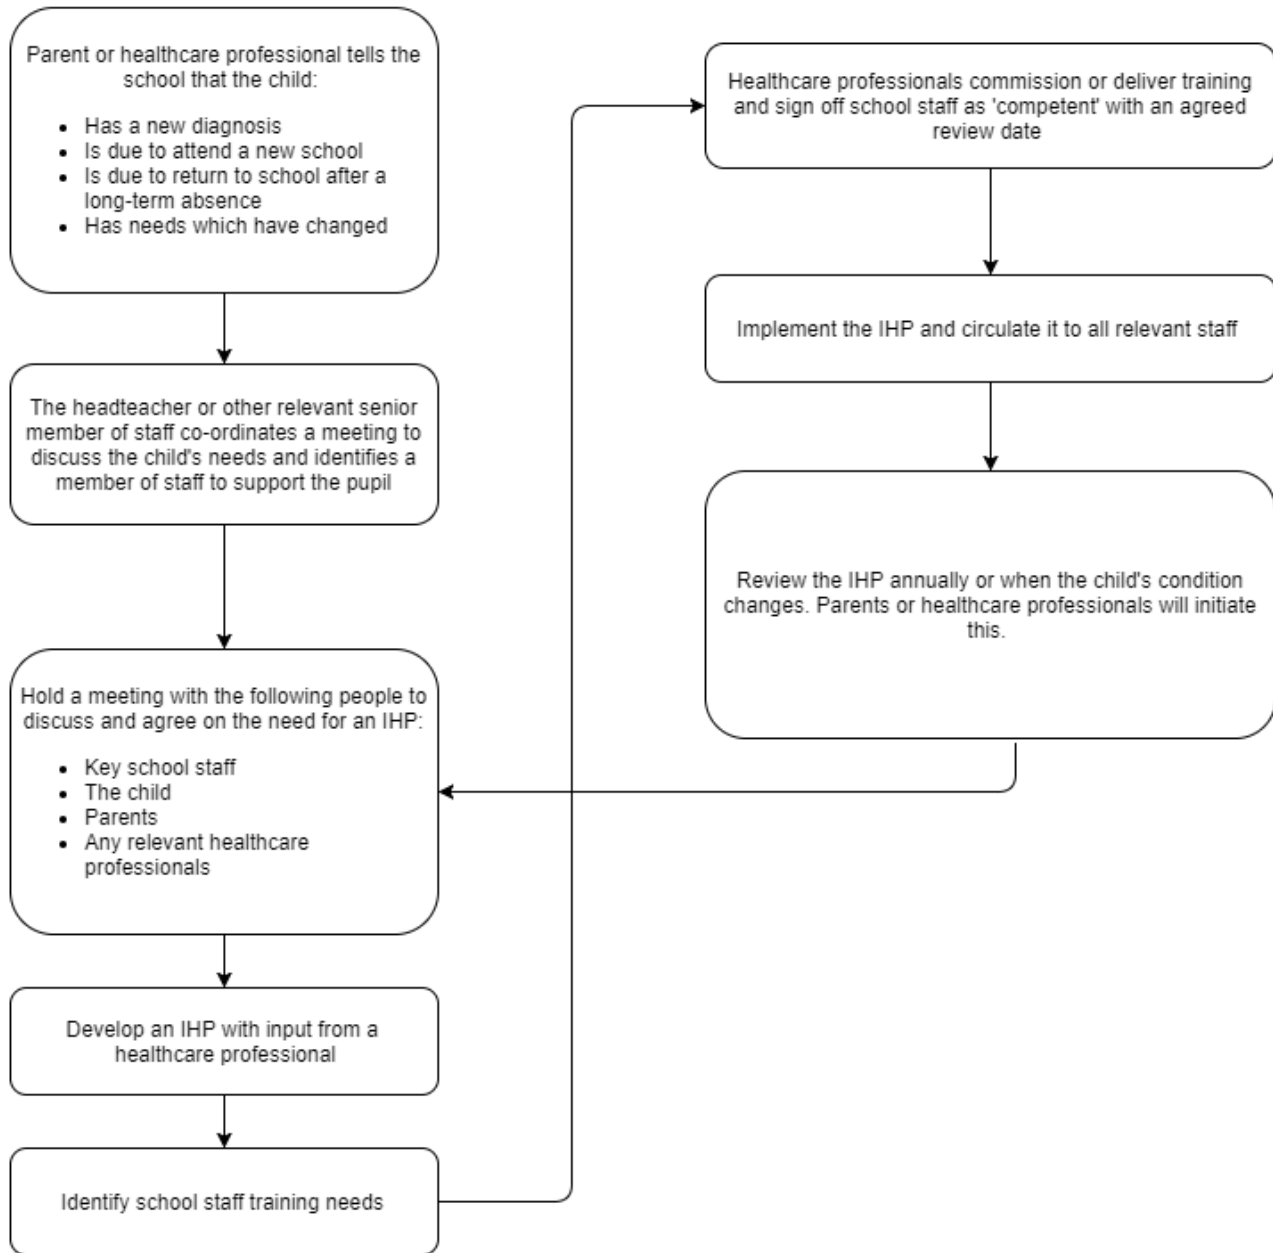 Parent or healthcare professional tells the
school that the child:
• Has a new diagnosis
• Is due to attend a new school
• Is due to return to school after a
long-term absence
• Has needs which have changed
The headteacher or other relevant senior
member of staff co-ordinates a meeting to
discuss the child's needs and identifies a
member of staff to support the pupil
Hold a meeting with the following people to
discuss and agree on the need for an IHP:
• Key school staff
• The child
• Parents
• Any relevant healthcare
professionals
Develop an IHP with input from a
healthcare professional
Identify school staff training needs
Healthcare professionals commission or deliver training
and sign off school staff as 'competent' with an agreed
review date
Implement the IHP and circulate it to all relevant staff
Review the IHP annually or when the child's condition
changes. Parents or healthcare professionals will initiate
this.